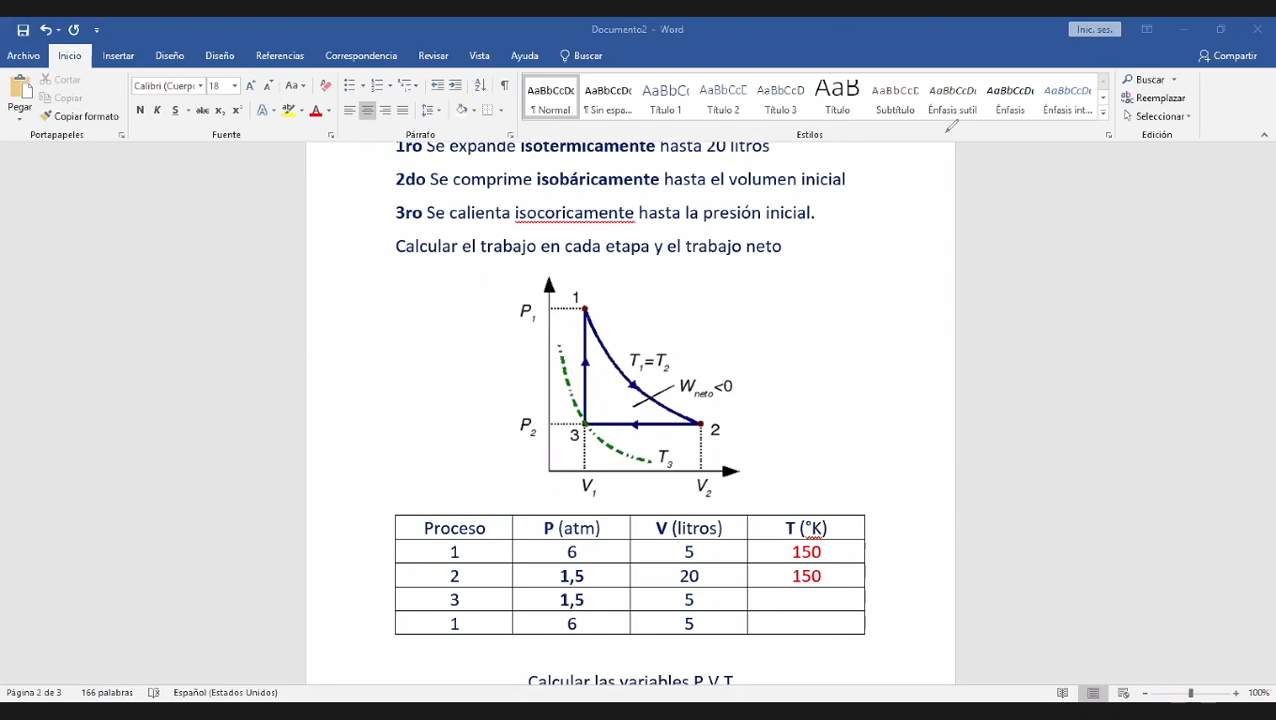 Documento2 - Word
Inic. ses.
Archivo Inicio Insertar Diseño Diseño Referencias Correspondencia Revisar Vista Ayuda Buscar Compartir
Pegar
Cortar
Copiar
Copiar formato
Portapapeles
Calibri (Cuerp 18
Aa
N K S abc x₂ x²
A
Fuente
Párrafo
AaBbCcDc AaBbCcDc AaBbCc AaBbCcD AaBbCcDc AaB AaBbCcDc AaBbCcDc AaBbCcDc AaBbCcDc
¶ Normal ¶ Sin espa... Título 1 Título 2 Título 3 Título Subtítulo Énfasis sutil Énfasis Énfasis int...
Estilos
Buscar
Reemplazar
Seleccionar
Edición
1ro Se expande isotermicamente hasta 20 litros
2do Se comprime isobáricamente hasta el volumen inicial
3ro Se calienta isocoricamente hasta la presión inicial.
Calcular el trabajo en cada etapa y el trabajo neto
1
P₁
T₁=T₂
Wneto<0
P₂
3
2
T₃
V₁ V₂
Proceso P (atm) V (litros) T (°K)
1 6 5 150
2 1,5 20 150
3 1,5 5
1 6 5
Calcular las variables P V T
Página 2 de 3 166 palabras Español (Estados Unidos) 100%